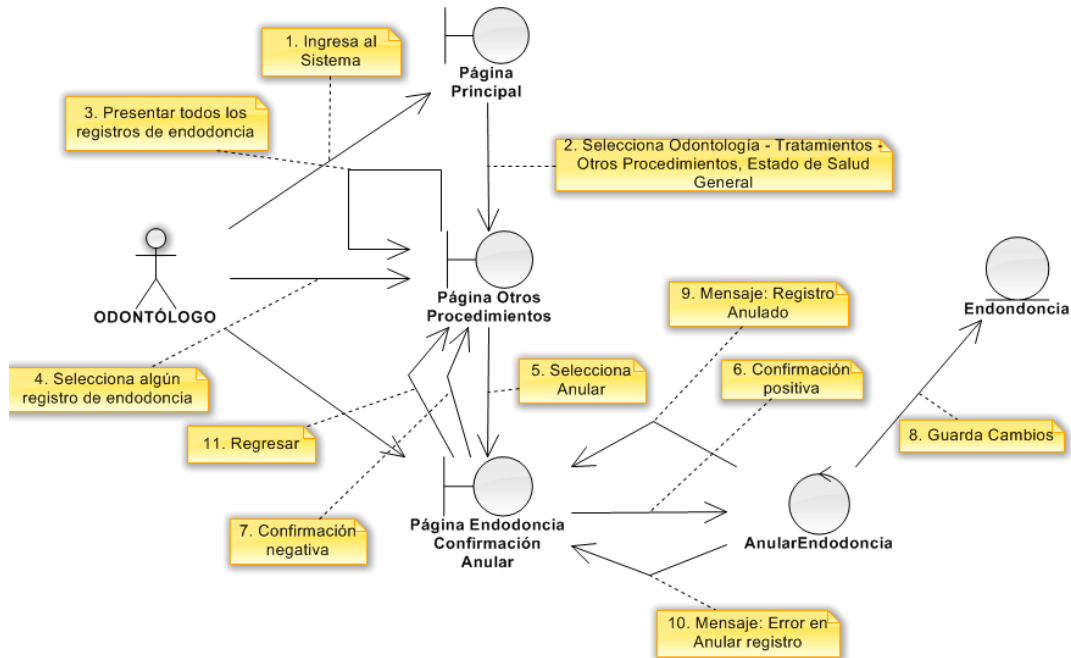 1. Ingresa al
Sistema
Página
Principal
3. Presentar todos los
registros de endodoncia
2. Selecciona Odontología - Tratamientos -
Otros Procedimientos, Estado de Salud
General
ODONTÓLOGO
Página Otros
Procedimientos
9. Mensaje: Registro
Anulado
Endondoncia
4. Selecciona algún
registro de endodoncia
5. Selecciona
Anular
6. Confirmación
positiva
11. Regresar
8. Guarda Cambios
7. Confirmación
negativa
Página Endodoncia
Confirmación
Anular
AnularEndodoncia
10. Mensaje: Error en
Anular registro